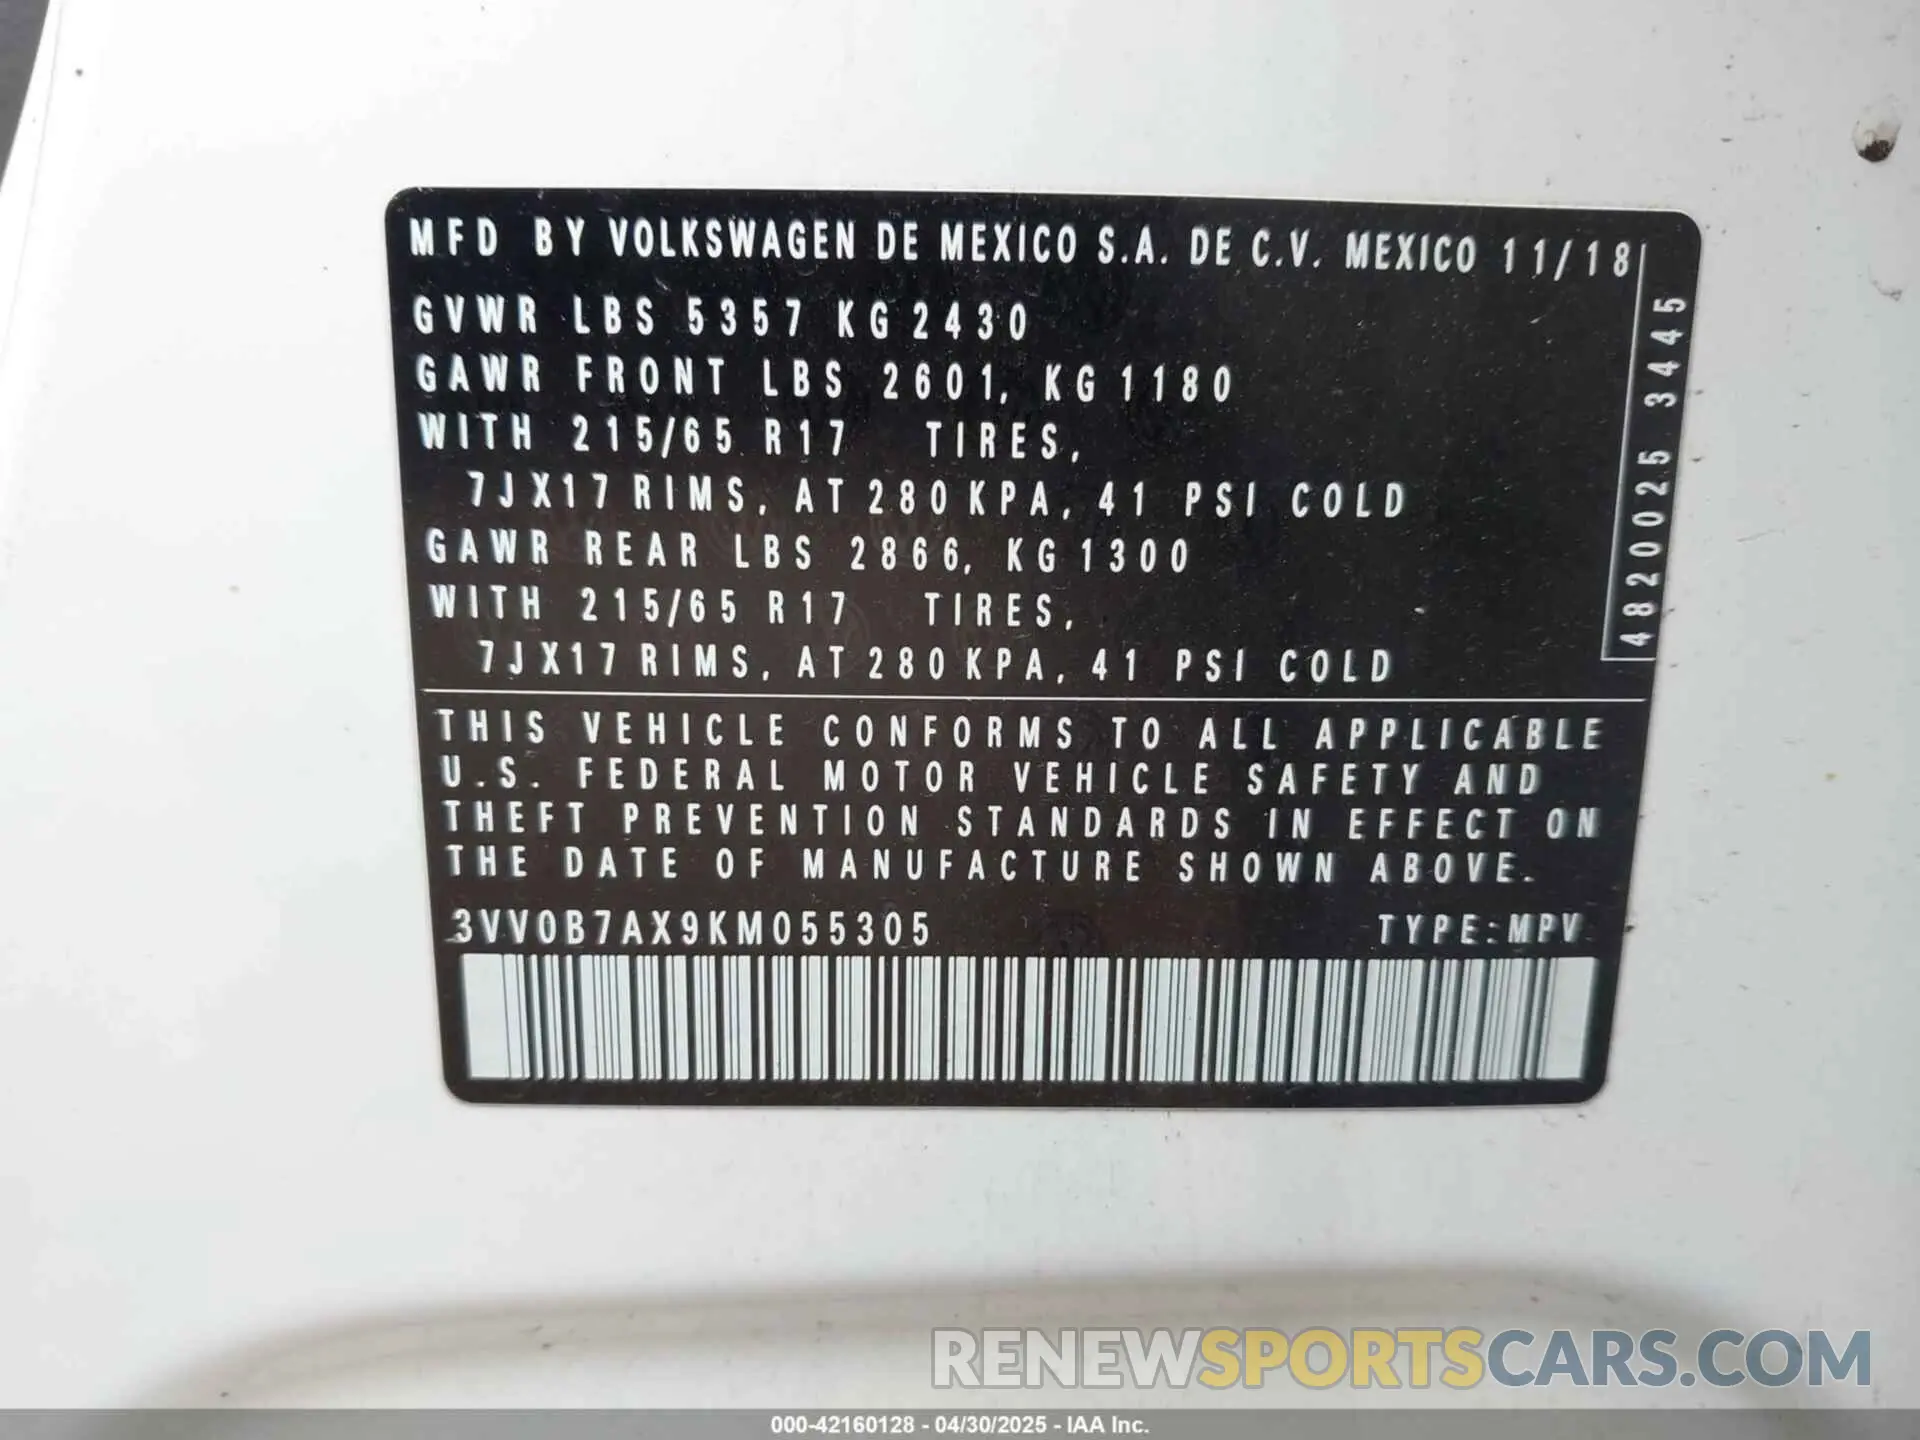 MFD BY VOLKSWAGEN DE MEXICO S.A. DE C.V. MEXICO 11/18
GVWR LBS 5357 KG 2430
GAWR FRONT LBS 2601, KG 1180
WITH 215/65 R17 TIRES,
7JX17 RIMS, AT 280 KPA, 41 PSI COLD
GAWR REAR LBS 2866, KG 1300
WITH 215/65 R17 TIRES,
7JX17 RIMS, AT 280 KPA, 41 PSI COLD
4820025 3445
THIS VEHICLE CONFORMS TO ALL APPLICABLE
U.S. FEDERAL MOTOR VEHICLE SAFETY AND
THEFT PREVENTION STANDARDS IN EFFECT ON
THE DATE OF MANUFACTURE SHOWN ABOVE.
3VV0B7AX9KM055305 TYPE: MPV
RENEWSPORTSCARS.COM
000-42160128 - 04/30/2025 - IAA Inc.